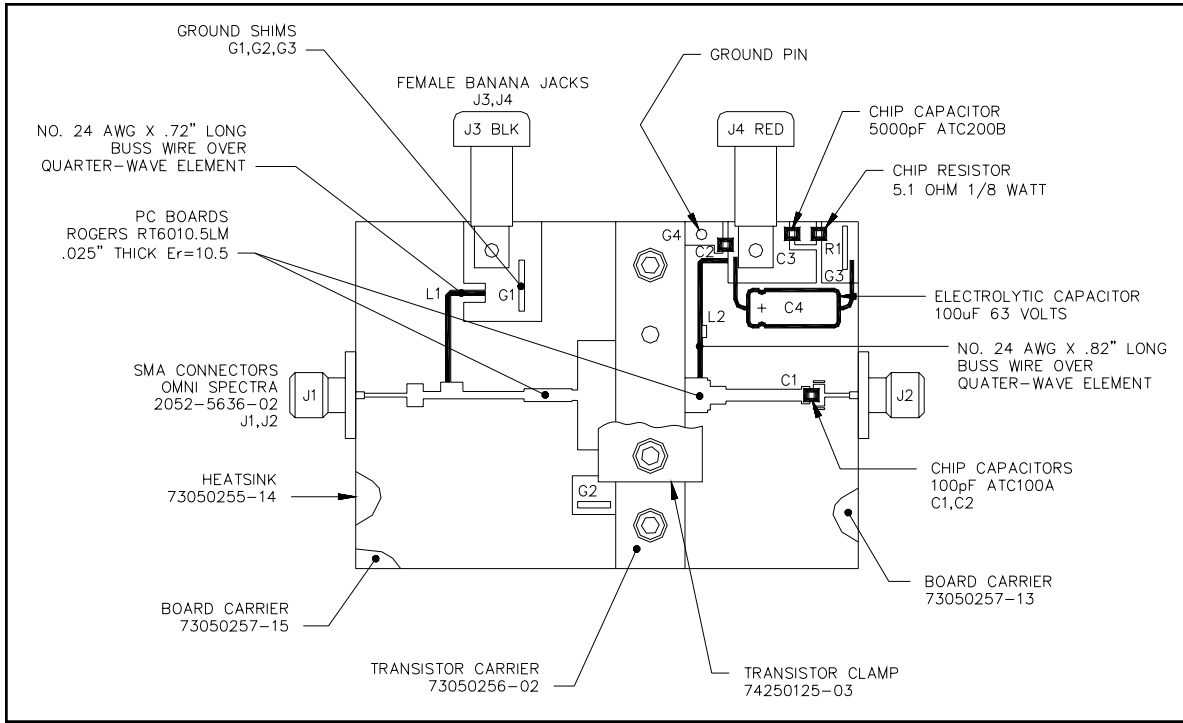 GROUND SHIMS
G1,G2,G3
GROUND PIN
FEMALE BANANA JACKS
J3,J4
CHIP CAPACITOR
5000pF ATC200B
NO. 24 AWG X .72" LONG
BUSS WIRE OVER
QUARTER-WAVE ELEMENT
J3 BLK
J4 RED
CHIP RESISTOR
5.1 OHM 1/8 WATT
PC BOARDS
ROGERS RT6010.5LM
.025" THICK Er=10.5
G4
C2
C3
R1
G3
L1
G1
L2
+ C4
ELECTROLYTIC CAPACITOR
100uF 63 VOLTS
NO. 24 AWG X .82" LONG
BUSS WIRE OVER
QUATER-WAVE ELEMENT
SMA CONNECTORS
OMNI SPECTRA
2052-5636-02
J1,J2
J1
C1
J2
HEATSINK
73050255-14
G2
CHIP CAPACITORS
100pF ATC100A
C1,C2
BOARD CARRIER
73050257-15
BOARD CARRIER
73050257-13
TRANSISTOR CARRIER
73050256-02
TRANSISTOR CLAMP
74250125-03